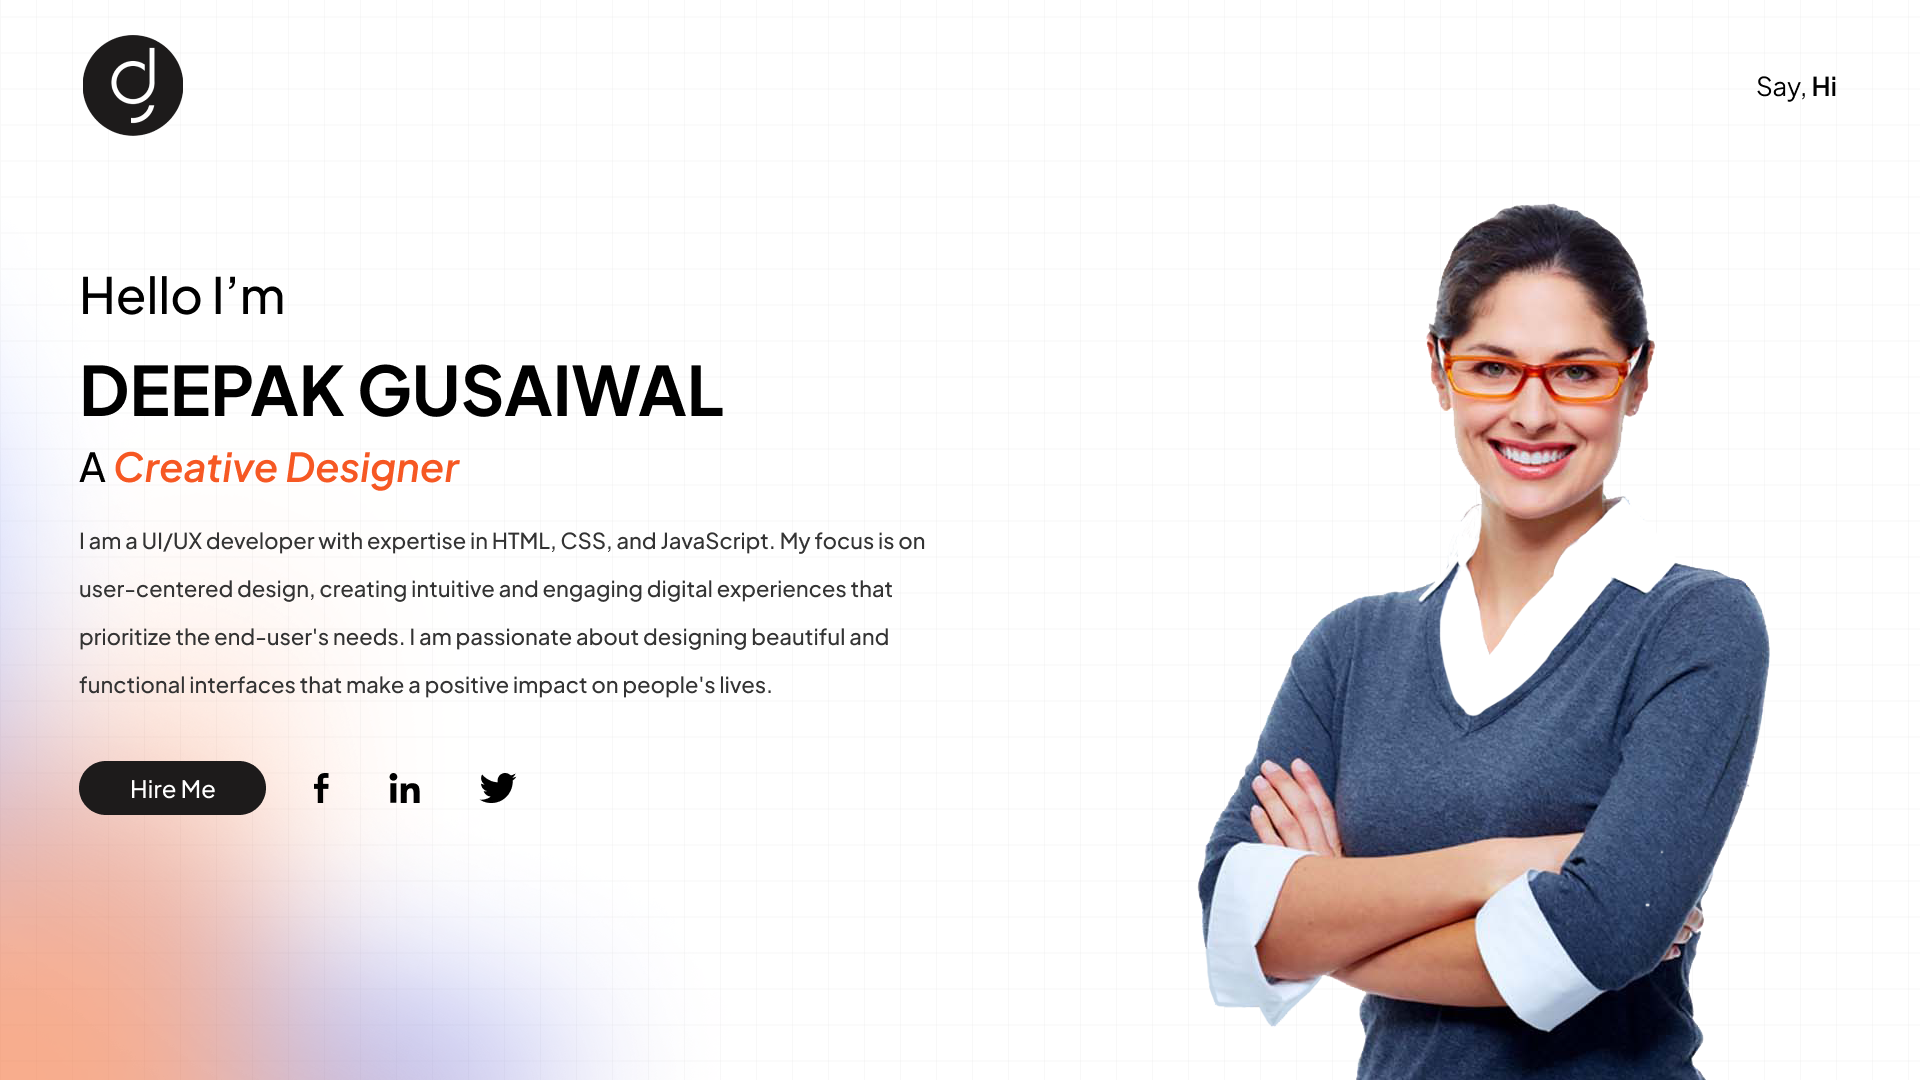 Say, Hi
Hello I’m
DEEPAK GUSAIWAL
A Creative Designer
I am a UI/UX developer with expertise in HTML, CSS, and JavaScript. My focus is on
user-centered design, creating intuitive and engaging digital experiences that
prioritize the end-user's needs. I am passionate about designing beautiful and
functional interfaces that make a positive impact on people's lives.
Hire Me